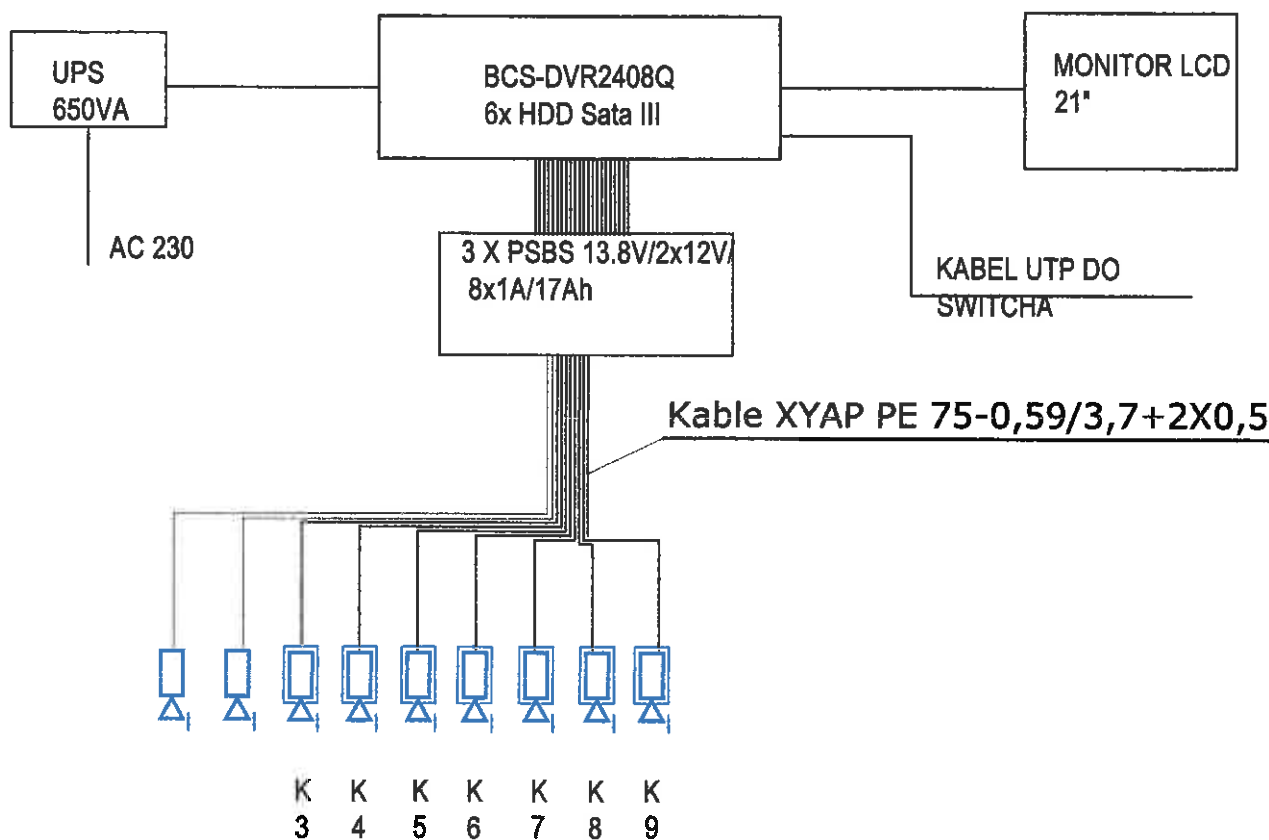 UPS
650VA
BCS-DVR2408Q
6x HDD Sata III
MONITOR LCD
21"
AC 230
3 X PSBS 13.8V/2x12V/
8x1A/17Ah
KABEL UTP DO
SWITCHA
Kable XYAP PE 75-0,59/3,7+2X0,5
K K K K K K K
3 4 5 6 7 8 9